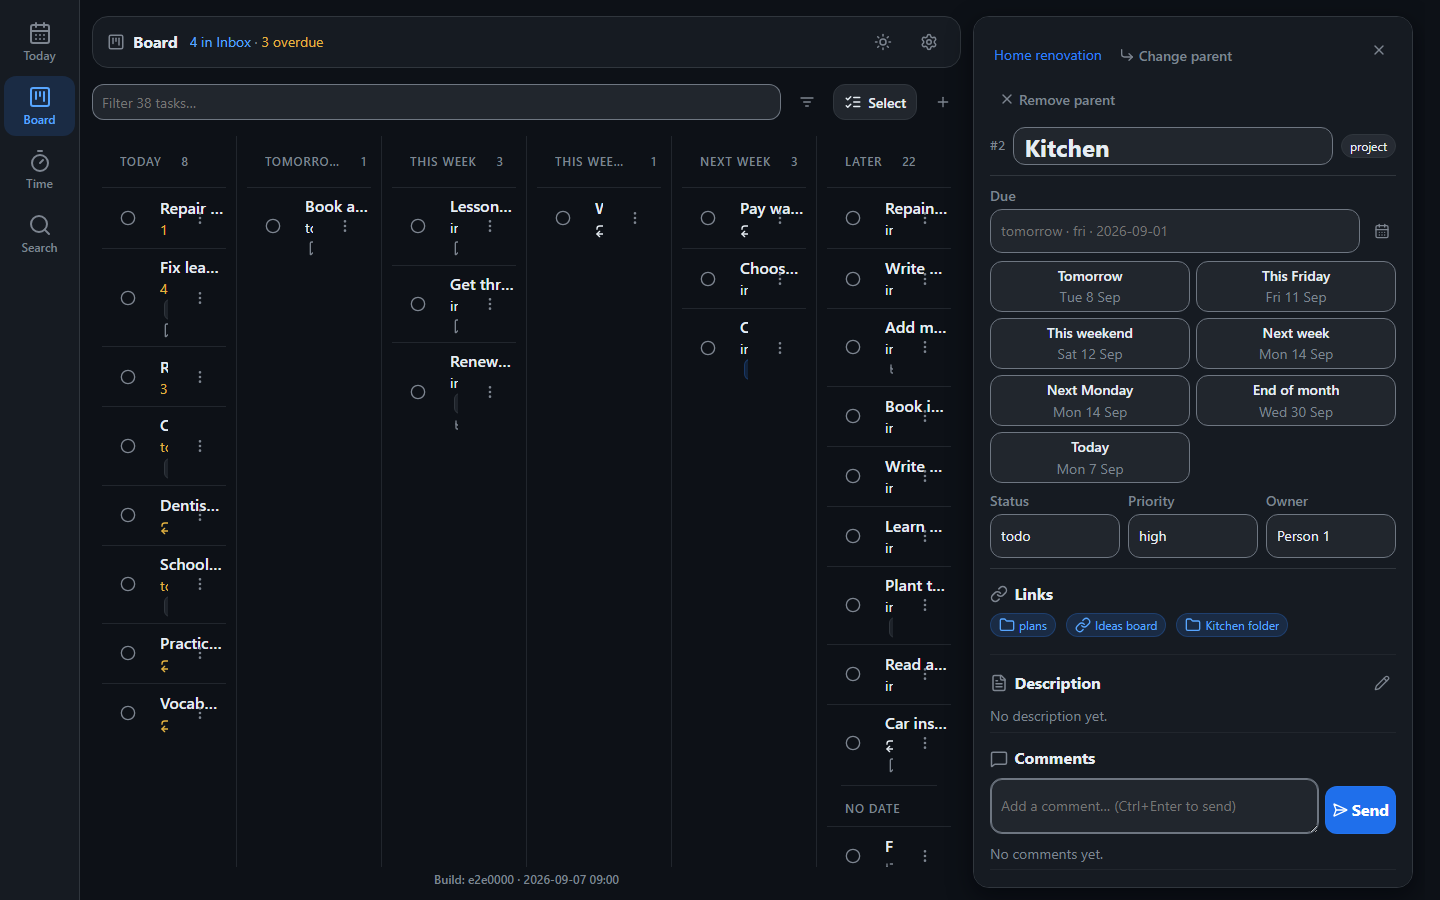 Today
Board
Time
Search
Board 4 in Inbox · 3 overdue
Filter 38 tasks...
Select
TODAY 8
Repair ...
1
Fix lea...
4
R
3
C
Dentis...
School...
Practic...
Vocab...
TOMORRO... 1
Book a...
THIS WEEK 3
Lesson...
Get thr...
Renew...
THIS WEE... 1
NEXT WEEK 3
Pay wa...
Choos...
C
LATER 22
Repain...
Write ...
Add m...
Book i...
Write ...
Learn ...
Plant t...
Read a...
Car ins...
NO DATE
F
Build: e2e0000 · 2026-09-07 09:00
Home renovation
Change parent
Remove parent
#2 Kitchen project
Due
tomorrow · fri · 2026-09-01
Tomorrow
Tue 8 Sep
This Friday
Fri 11 Sep
This weekend
Sat 12 Sep
Next week
Mon 14 Sep
Next Monday
Mon 14 Sep
End of month
Wed 30 Sep
Today
Mon 7 Sep
Status Priority Owner
todo high Person 1
Links
plans Ideas board Kitchen folder
Description
No description yet.
Comments
Add a comment... (Ctrl+Enter to send)
Send
No comments yet.